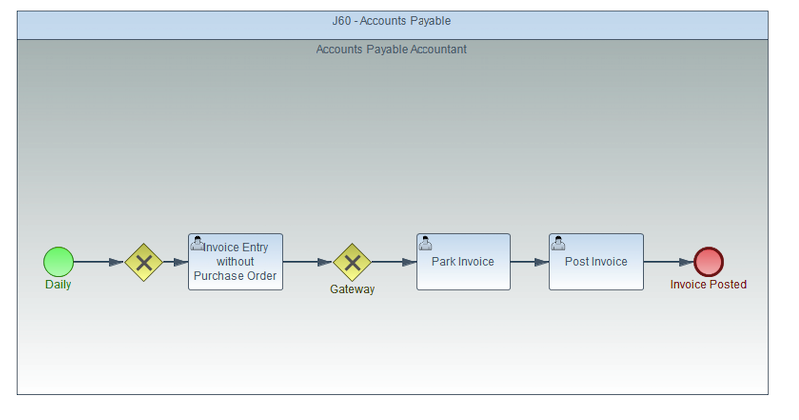 J60 - Accounts Payable
Accounts Payable Accountant
Invoice Entry
without
Purchase Order
Park Invoice
Post Invoice
Daily
Gateway
Invoice Posted